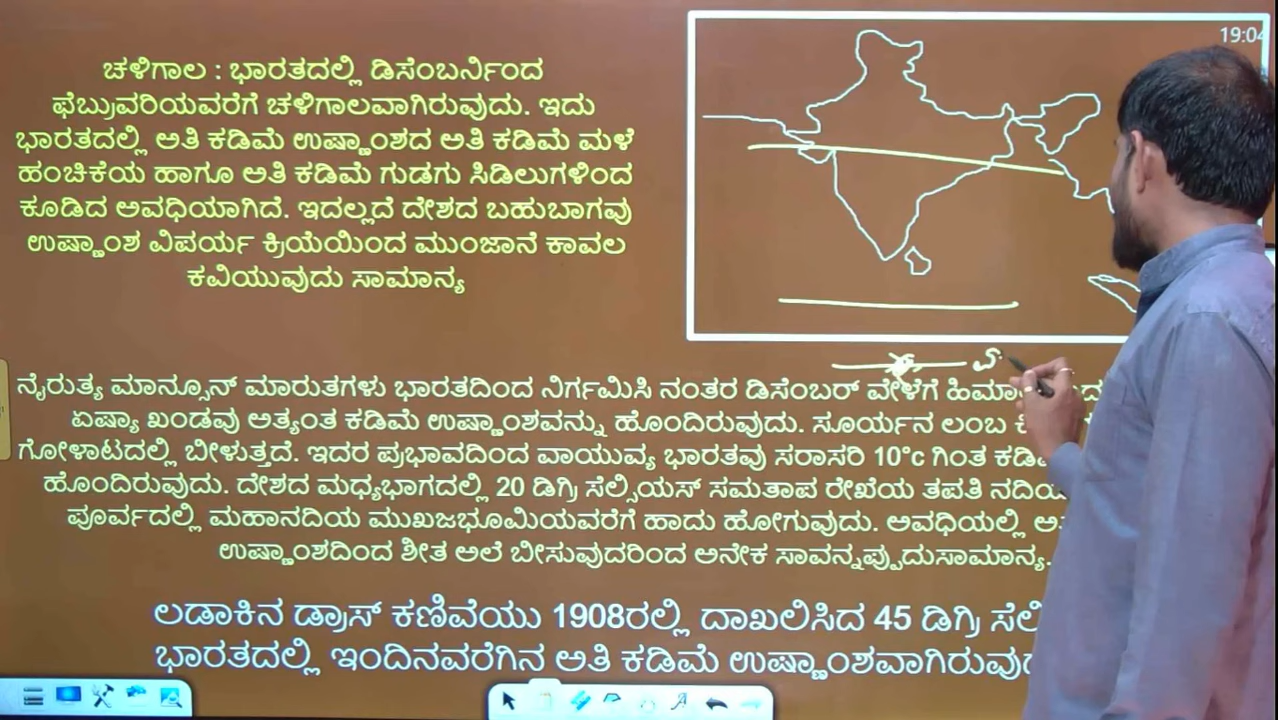 19:04
ಚಳಿಗಾಲ : ಭಾರತದಲ್ಲಿ ಡಿಸೆಂಬರ್ನಿಂದ
ಫೆಬ್ರುವರಿಯವರೆಗೆ ಚಳಿಗಾಲವಾಗಿರುವುದು. ಇದು
ಭಾರತದಲ್ಲಿ ಅತಿ ಕಡಿಮೆ ಉಷ್ಣಾಂಶದ ಅತಿ ಕಡಿಮೆ ಮಳೆ
ಹಂಚಿಕೆಯ ಹಾಗೂ ಅತಿ ಕಡಿಮೆ ಗುಡಗು ಸಿಡಿಲುಗಳಿಂದ
ಕೂಡಿದ ಅವಧಿಯಾಗಿದೆ. ಇದಲ್ಲದೆ ದೇಶದ ಬಹುಬಾಗವು
ಉಷ್ಣಾಂಶ ವಿಪರ್ಯ ಕ್ರಿಯೆಯಿಂದ ಮುಂಜಾನೆ ಕಾವಲ
ಕವಿಯುವುದು ಸಾಮಾನ್ಯ
ನೈರುತ್ಯ ಮಾನ್ಸೂನ್ ಮಾರುತಗಳು ಭಾರತದಿಂದ ನಿರ್ಗಮಿಸಿ ನಂತರ ಡಿಸೆಂಬರ್ ವೇಳೆಗೆ
ಏಷ್ಯಾ ಖಂಡವು ಅತ್ಯಂತ ಕಡಿಮೆ ಉಷ್ಣಾಂಶವನ್ನು ಹೊಂದಿರುವುದು. ಸೂರ್ಯನ ಲಂಬ
ಗೋಳಾಟದಲ್ಲಿ ಬೀಳುತ್ತದೆ. ಇದರ ಪ್ರಭಾವದಿಂದ ವಾಯುವ್ಯ ಭಾರತವು ಸರಾಸರಿ 10°c ಗಿಂತ
ಹೊಂದಿರುವುದು. ದೇಶದ ಮಧ್ಯಭಾಗದಲ್ಲಿ 20 ಡಿಗ್ರಿ ಸೆಲ್ಸಿಯಸ್ ಸಮತಾಪ ರೇಖೆಯ ತಪತಿ
ಪೂರ್ವದಲ್ಲಿ ಮಹಾನದಿಯ ಮುಖಜಭೂಮಿಯವರೆಗೆ ಹಾದು ಹೋಗುವುದು. ಅವಧಿಯಲ್ಲಿ
ಉಷ್ಣಾಂಶದಿಂದ ಶೀತ ಅಲೆ ಬೀಸುವುದರಿಂದ ಅನೇಕ ಸಾವನ್ನಪ್ಪುದುಸಾಮಾನ್ಯ.
ಲಡಾಕಿನ ಡ್ರಾಸ್ ಕಣಿವೆಯು 1908ರಲ್ಲಿ ದಾಖಲಿಸಿದ 45 ಡಿಗ್ರಿ
ಭಾರತದಲ್ಲಿ ಇಂದಿನವರೆಗಿನ ಅತಿ ಕಡಿಮೆ